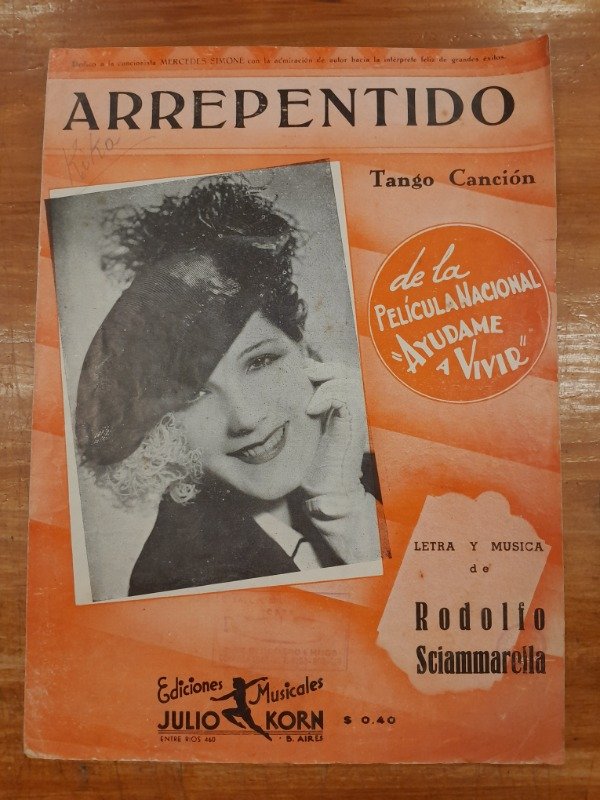 Dedico a la cancionista MERCEDES SIMONE con la admiración de autor hacia la intérprete feliz de grandes éxitos.
ARREPENTIDO
Tango Canción
de la
PELÍCULA NACIONAL
"AYUDAME
A VIVIR"
LETRA Y MUSICA
de
Rodolfo
Sciammarella
Ediciones Musicales
JULIO KORN
ENTRE RIOS 460 B. AIRES
$ 0.40